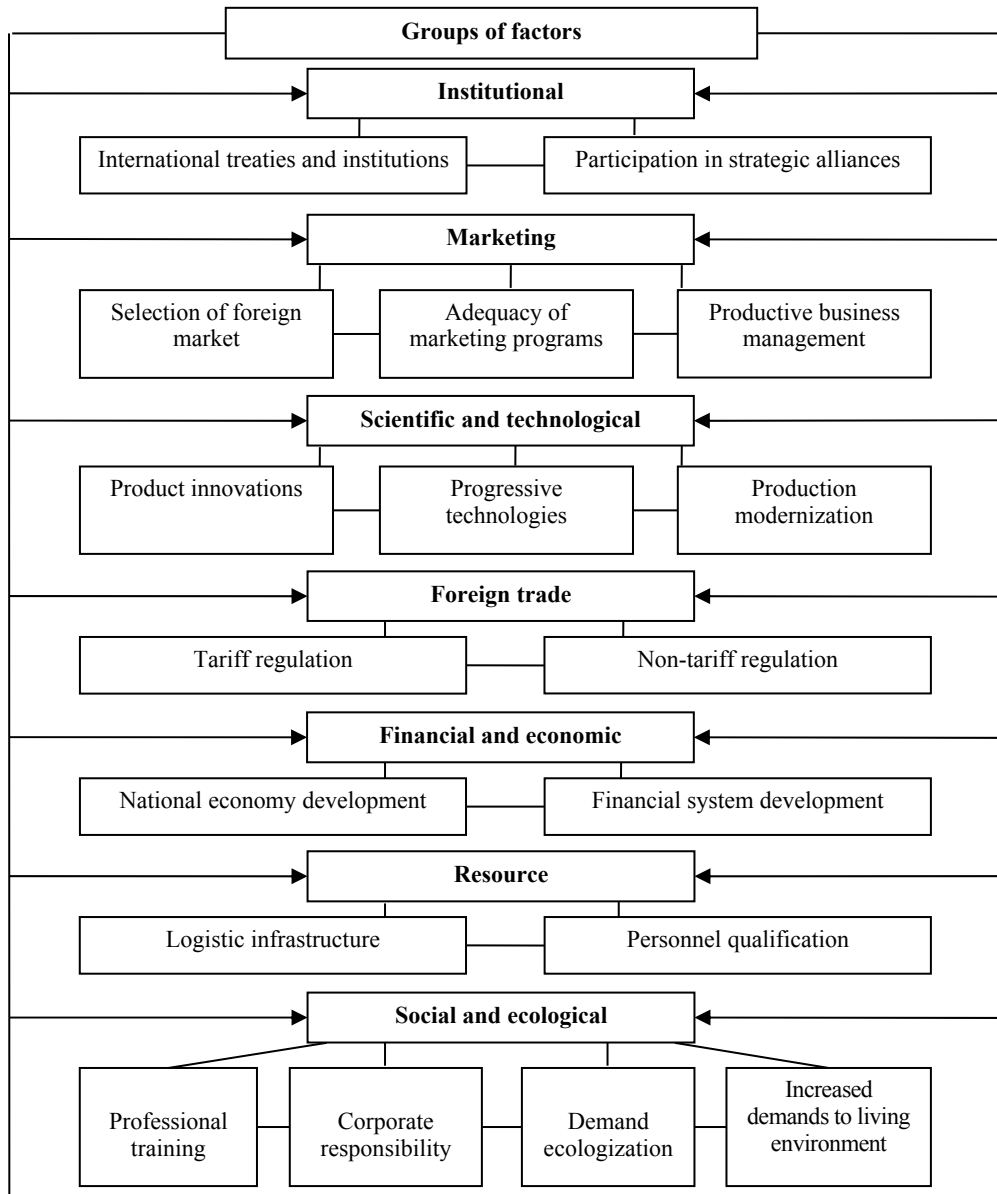 Groups of factors
Institutional
International treaties and institutions
Participation in strategic alliances
Marketing
Selection of foreign
market
Adequacy of
marketing programs
Productive business
management
Scientific and technological
Product innovations
Progressive
technologies
Production
modernization
Foreign trade
Tariff regulation
Non-tariff regulation
Financial and economic
National economy development
Financial system development
Resource
Logistic infrastructure
Personnel qualification
Social and ecological
Professional
training
Corporate
responsibility
Demand
ecologization
Increased
demands to living
environment